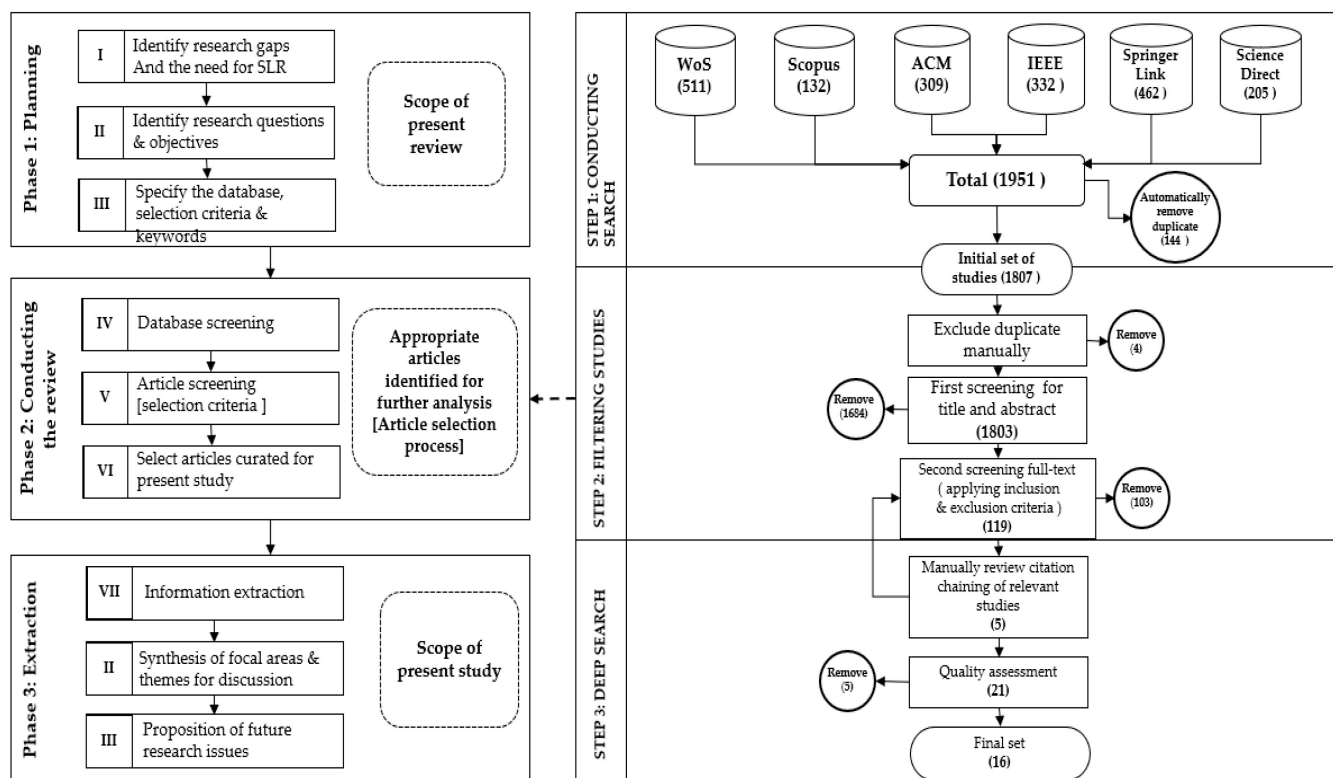 Phase 1: Planning
I
Identify research gaps
And the need for SLR
II
Identify research questions
& objectives
III
Specify the database,
selection criteria &
keywords
Scope of
present
review
Phase 2: Conducting
the review
IV
Database screening
V
Article screening
[selection criteria ]
VI
Select articles curated for
present study
Appropriate
articles
identified for
further analysis
[Article selection
process]
Phase 3: Extraction
VII
Information extraction
II
Synthesis of focal areas &
themes for discussion
III
Proposition of future
research issues
Scope of
present study
STEP 1: CONDUCTING
SEARCH
WoS
(511)
Scopus
(132)
ACM
(309)
IEEE
(332 )
Springer
Link
(462 )
Science
Direct
(205 )
Total (1951 )
Automatically
remove
duplicate
(144 )
Initial set of
studies (1807 )
STEP 2: FILTERING STUDIES
Exclude duplicate
manually
Remove
(4)
First screening for
title and abstract
(1803)
Remove
(1684)
Second screening full-text
( applying inclusion
& exclusion criteria )
(119)
Remove
(103)
STEP 3: DEEP SEARCH
Manually review citation
chaining of relevant
studies
(5)
Quality assessment
(21)
Remove
(5)
Final set
(16)